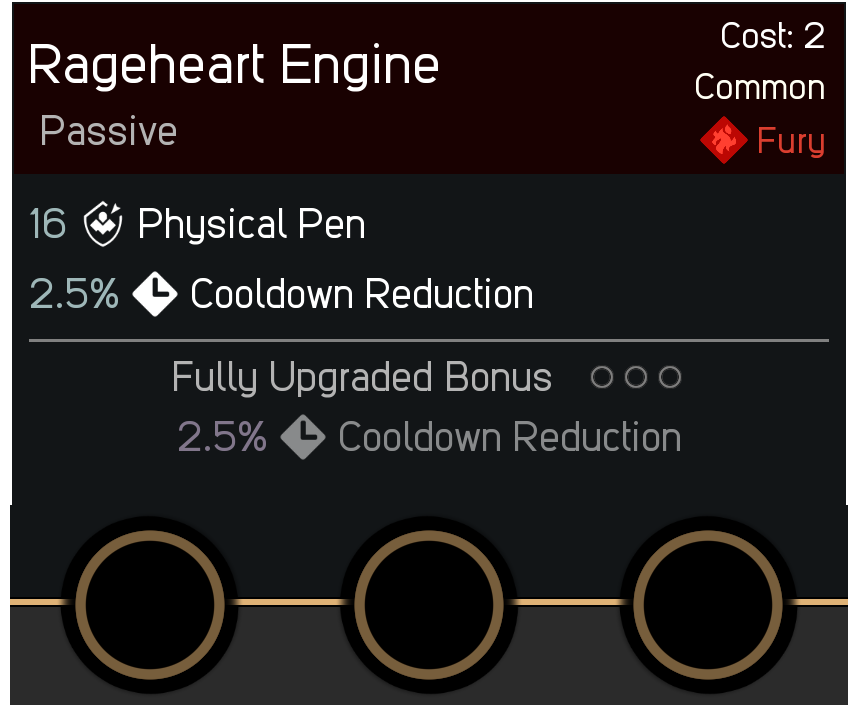 Rageheart Engine
Cost: 2
Common
Passive
Fury
16 Physical Pen
2.5% Cooldown Reduction
Fully Upgraded Bonus
2.5% Cooldown Reduction